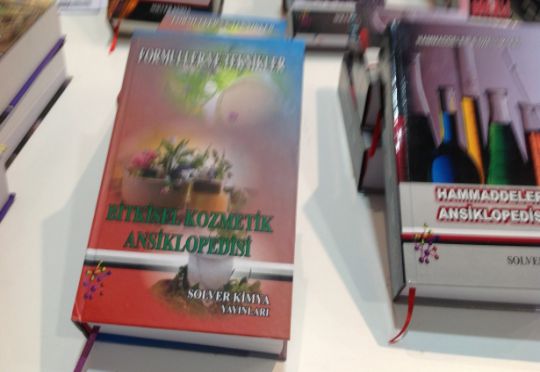 FORMÜLLER VE TEKNİKLER
BİTKİSEL KOZMETİK
ANSİKLOPEDİSİ
SOLVER KİMYA
YAYINLARI
HAMMADDELER
ANSİKLOPEDİS
SOLVER